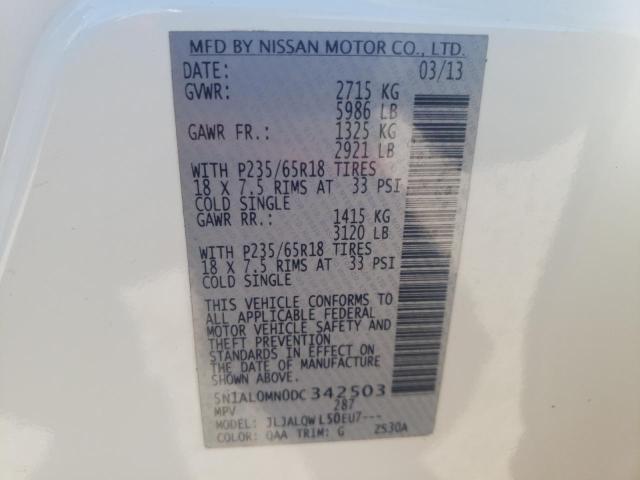 MFD BY NISSAN MOTOR CO., LTD.
DATE: 03/13
GVWR: 2715 KG
5986 LB
GAWR FR.: 1325 KG
2921 LB
WITH P235/65R18 TIRES
18 X 7.5 RIMS AT 33 PSI
COLD SINGLE
GAWR RR.: 1415 KG
3120 LB
WITH P235/65R18 TIRES
18 X 7.5 RIMS AT 33 PSI
COLD SINGLE
THIS VEHICLE CONFORMS TO
ALL APPLICABLE FEDERAL
MOTOR VEHICLE SAFETY AND
THEFT PREVENTION
STANDARDS IN EFFECT ON
THE DATE OF MANUFACTURE
SHOWN ABOVE.
5N1AL0MN0DC 342503
MPV 287
MODEL: JLJALQWL50EU7---
COLOR: QAA TRIM: G ZS30A